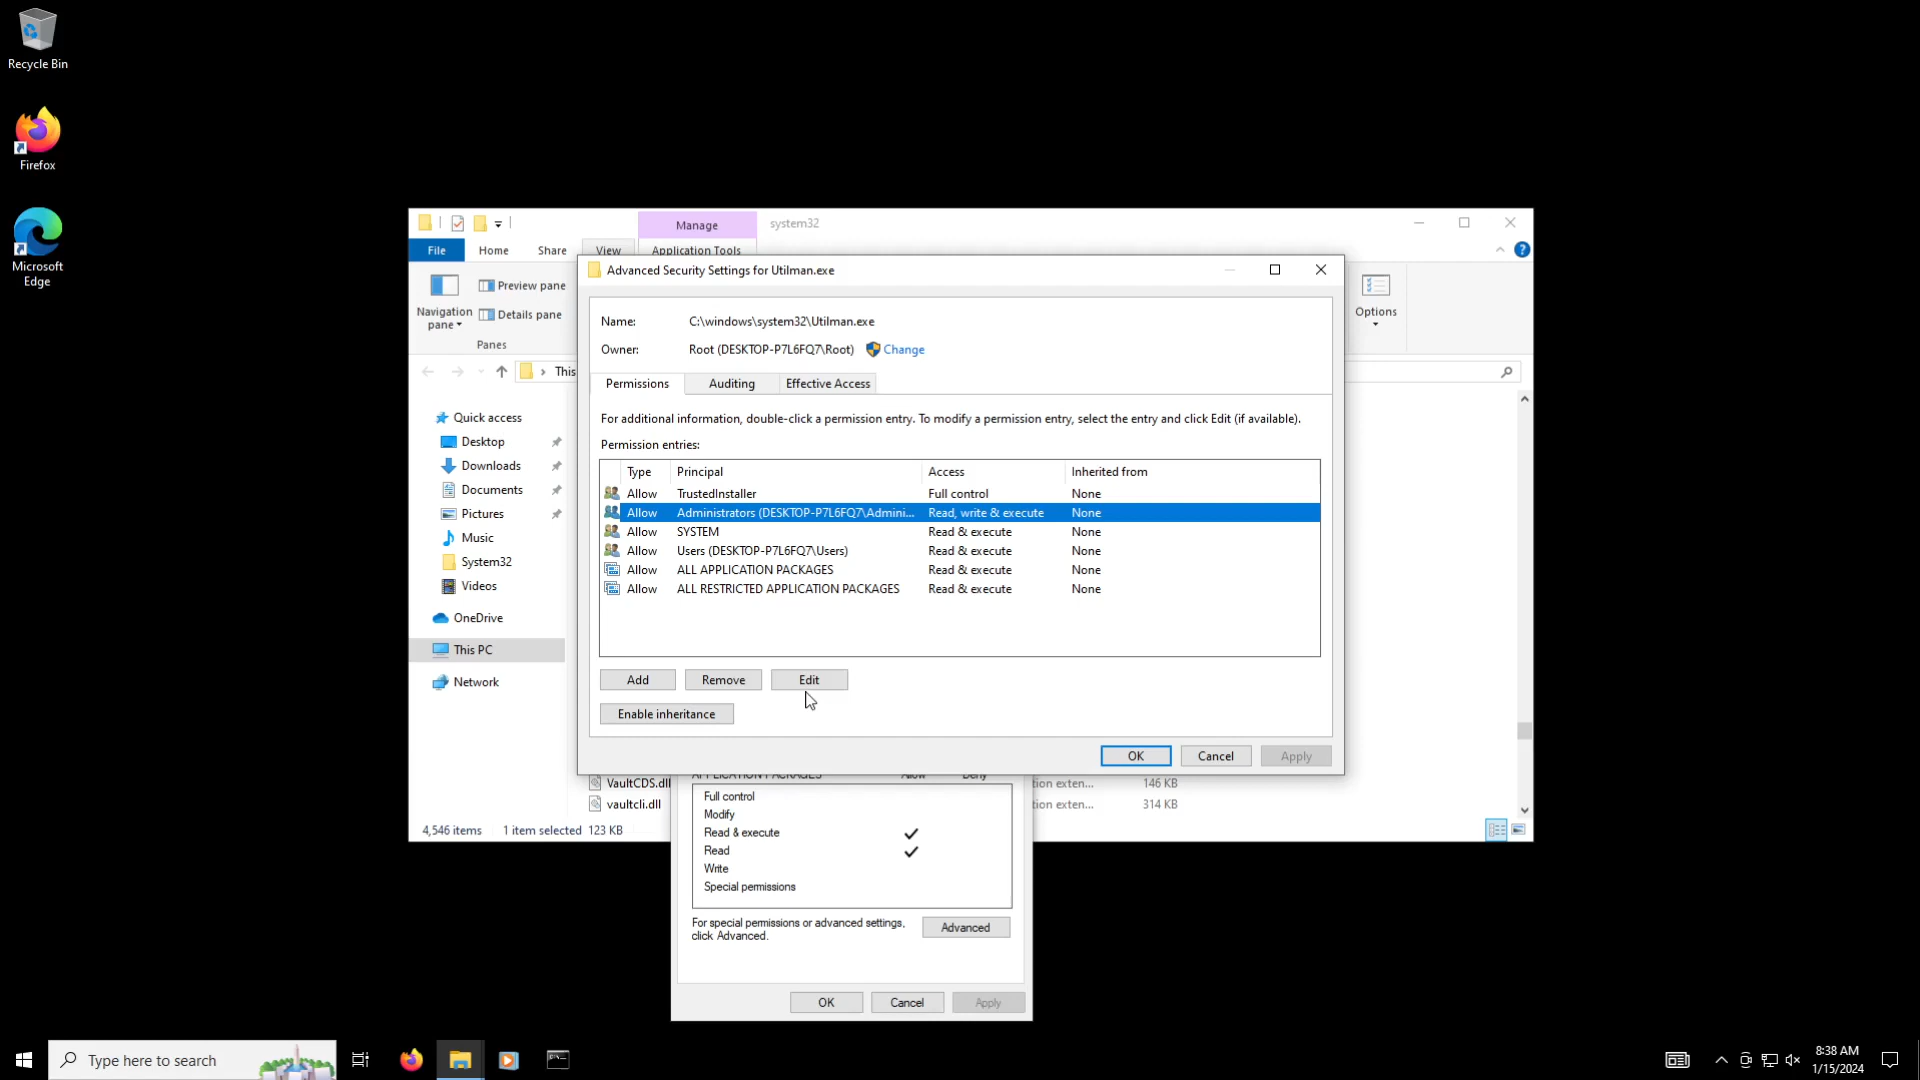 Recycle Bin
Firefox
Microsoft
Edge
Manage
system32
File
Home
Share
View
Application Tools
Navigation
pane
Preview pane
Details pane
Panes
Options
This
Quick access
Desktop
Downloads
Documents
Pictures
Music
System32
Videos
OneDrive
This PC
Network
4,546 items
1 item selected 123 KB
Advanced Security Settings for Utilman.exe
Name: C:\windows\system32\Utilman.exe
Owner: Root (DESKTOP-P7L6FQ7\Root) Change
Permissions
Auditing
Effective Access
For additional information, double-click a permission entry. To modify a permission entry, select the entry and click Edit (if available).
Permission entries:
Type Principal Access Inherited from
Allow TrustedInstaller Full control None
Allow Administrators (DESKTOP-P7L6FQ7\Admini... Read, write & execute None
Allow SYSTEM Read & execute None
Allow Users (DESKTOP-P7L6FQ7\Users) Read & execute None
Allow ALL APPLICATION PACKAGES Read & execute None
Allow ALL RESTRICTED APPLICATION PACKAGES Read & execute None
Add
Remove
Edit
Enable inheritance
OK
Cancel
Apply
VaultCDS.dll
tion exten... 146 KB
vaultcli.dll
tion exten... 314 KB
APPLICATION PACKAGES Allow Deny
Full control
Modify
Read & execute
Read
Write
Special permissions
For special permissions or advanced settings,
click Advanced.
Advanced
OK
Cancel
Apply
Type here to search
8:38 AM
1/15/2024